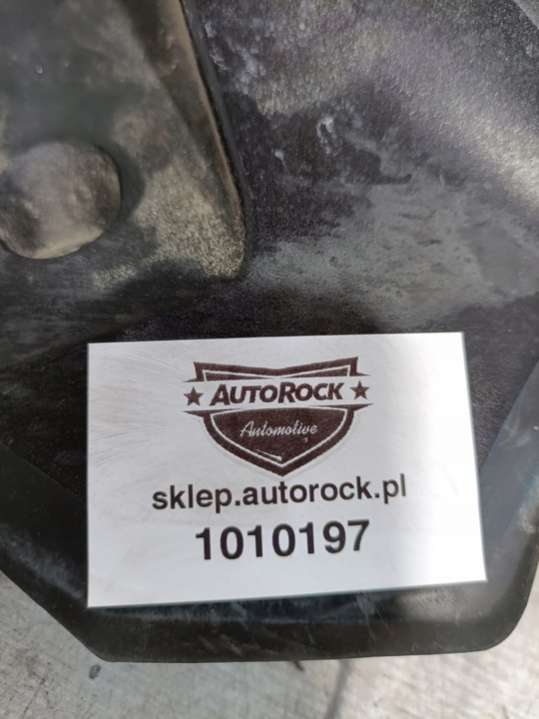 ★ AUTOROCK ★
Automotive
sklep.autorock.pl
1010197